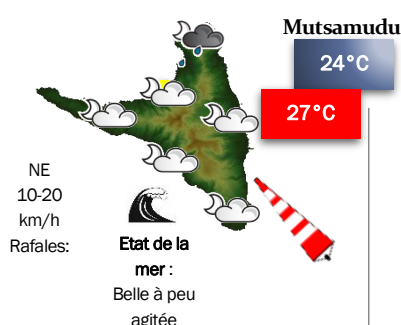 Mutsamudu
24°C
27°C
NE
10-20
km/h
Rafales:
Etat de la
mer :
Belle à peu
agitée